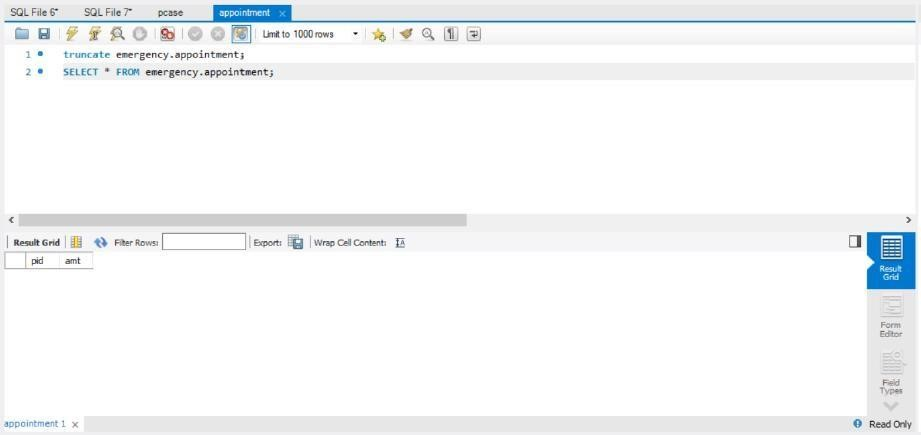 SQL File 6* SQL File 7* pcase appointment
Limit to 1000 rows
1 truncate emergency.appointment;
2 SELECT * FROM emergency.appointment;
Result Grid Filter Rows: Export: Wrap Cell Content:
pid amt
Result
Grid
Form
Editor
Field
Types
appointment 1 Read Only